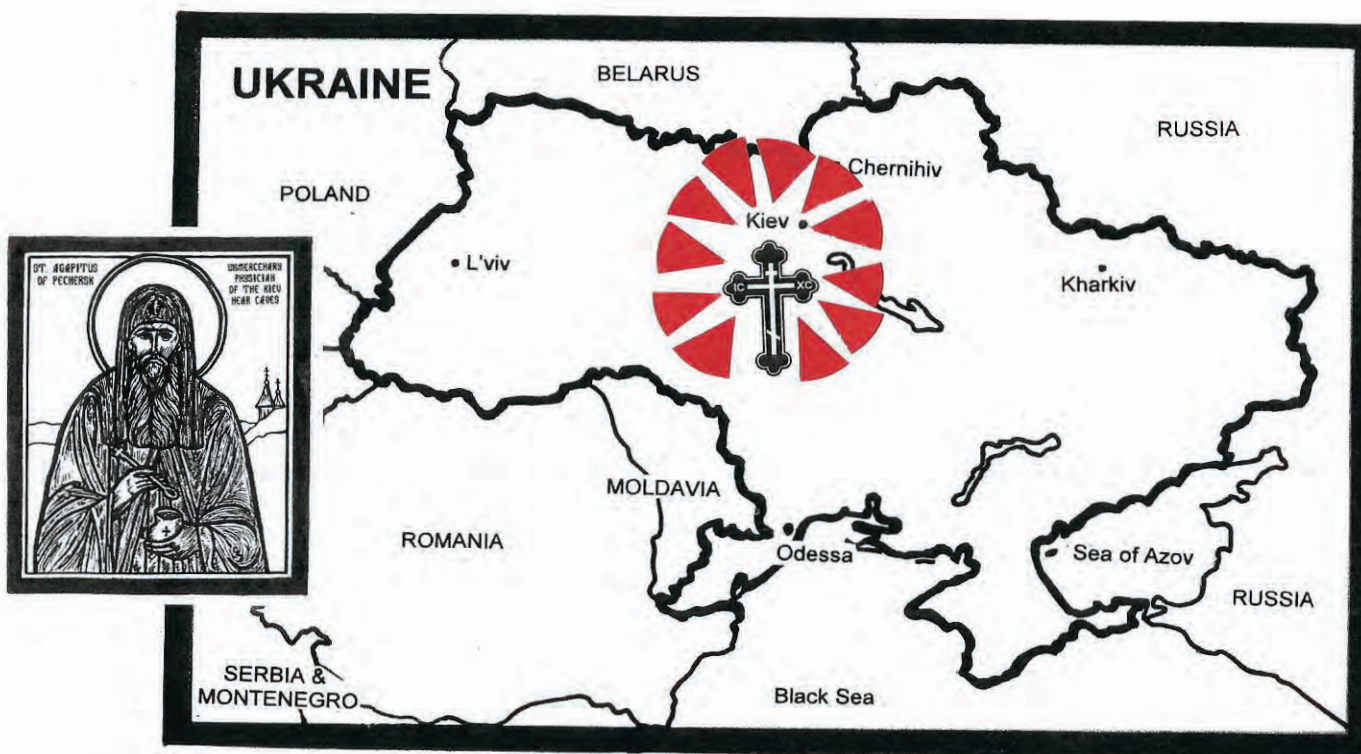 UKRAINE
BELARUS
RUSSIA
POLAND
Chernihiv
Kiev
L'viv
Kharkiv
IC
XC
ST. AGAPITUS
OF PECHERSK
UNMERCENARY
PHYSICIAN
OF THE KIEV
NEAR CAVES
MOLDAVIA
ROMANIA
Odessa
Sea of Azov
RUSSIA
SERBIA &
MONTENEGRO
Black Sea